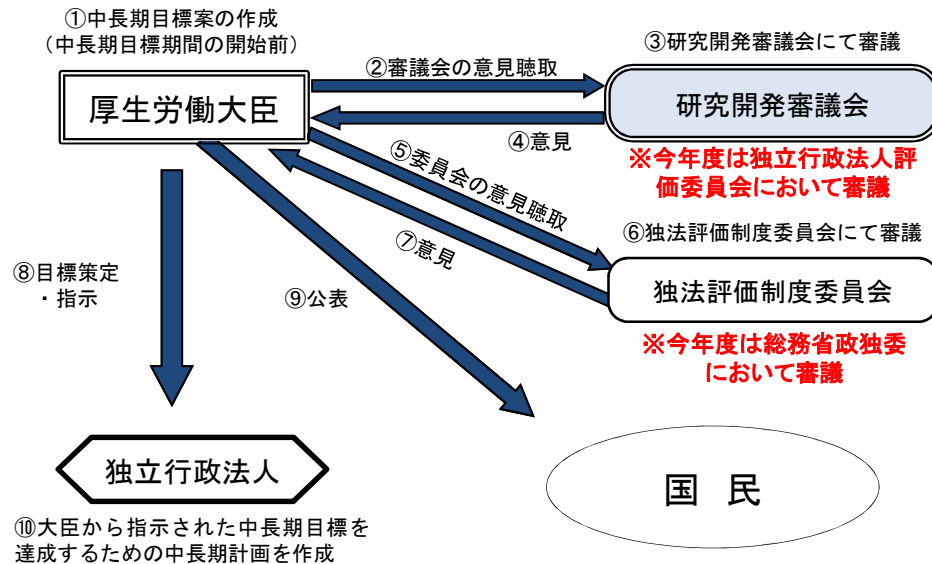 ①中長期目標案の作成
（中長期目標期間の開始前）
厚生労働大臣
②審議会の意見聴取
③研究開発審議会にて審議
研究開発審議会
④意見
※今年度は独立行政法人評
価委員会において審議
⑤委員会の意見聴取
⑥独法評価制度委員会にて審議
⑦意見
独法評価制度委員会
※今年度は総務省政独委
において審議
⑧目標策定
・指示
⑨公表
独立行政法人
国 民
⑩大臣から指示された中長期目標を
達成するための中長期計画を作成